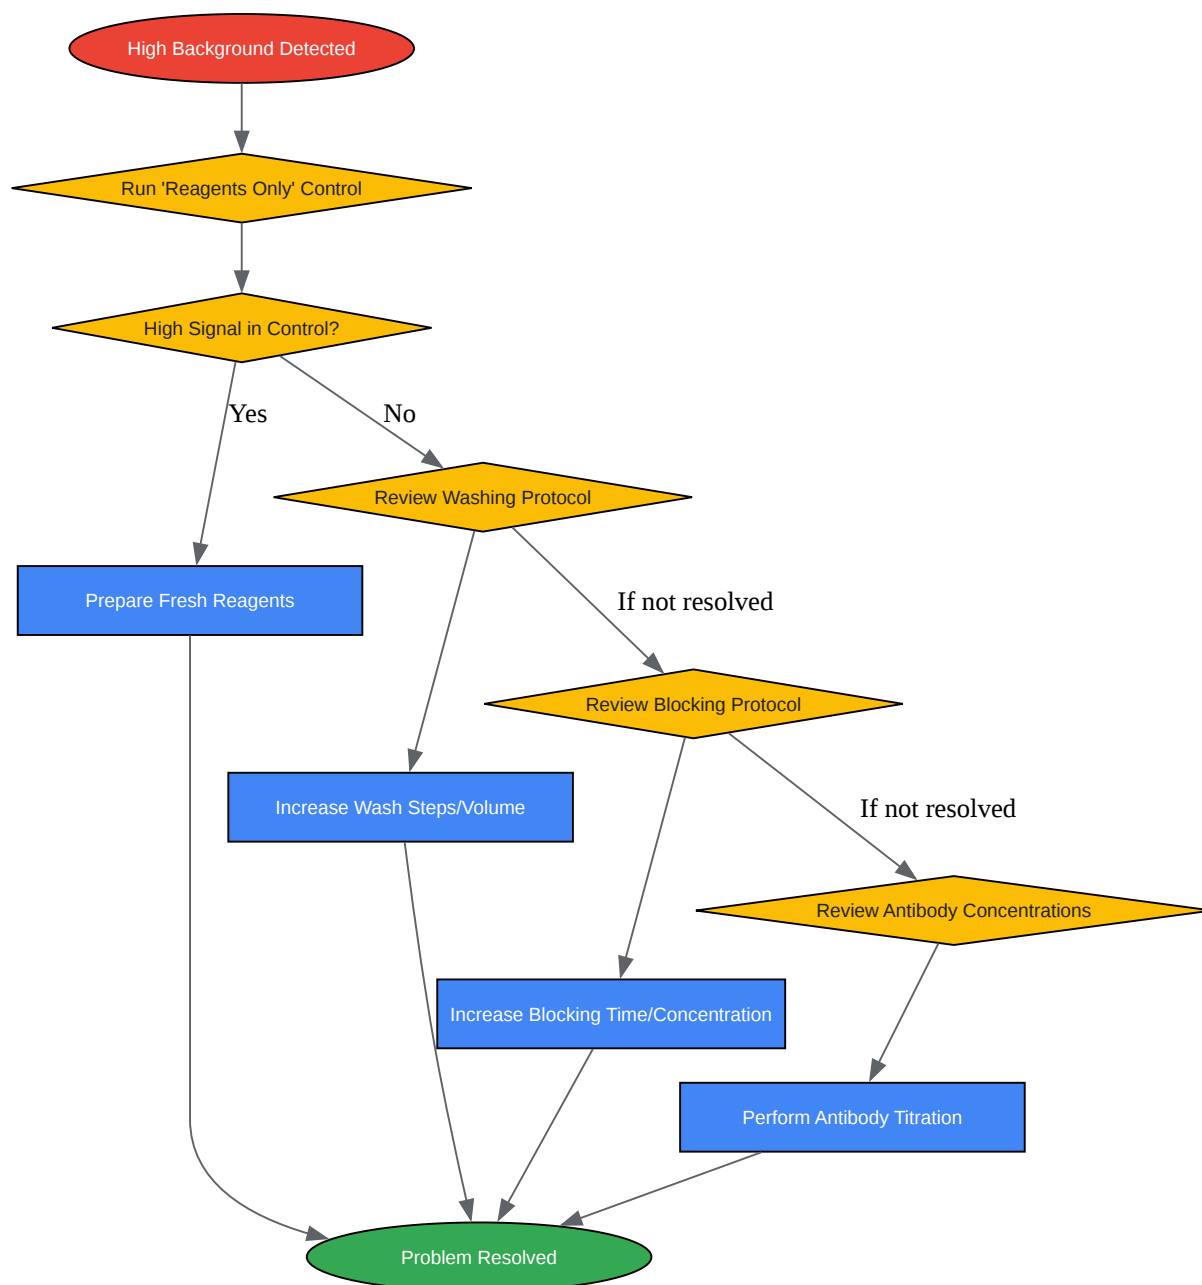 High Background Detected
Run 'Reagents Only' Control
High Signal in Control?
Yes
No
Review Washing Protocol
Prepare Fresh Reagents
If not resolved
Review Blocking Protocol
Increase Wash Steps/Volume
If not resolved
Review Antibody Concentrations
Increase Blocking Time/Concentration
Perform Antibody Titration
Problem Resolved